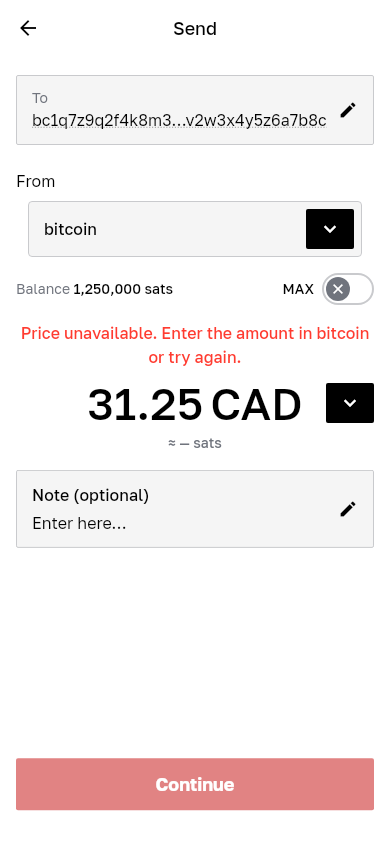 Send
To
bc1q7z9q2f4k8m3...v2w3x4y5z6a7b8c
From
bitcoin
Balance 1,250,000 sats
MAX
Price unavailable. Enter the amount in bitcoin
or try again.
31.25 CAD
≈ — sats
Note (optional)
Enter here...
Continue